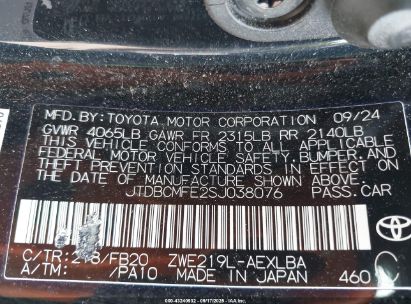 MFD. BY: TOYOTA MOTOR CORPORATION 09/24
GVWR 4065LB GAWR FR 2315LB RR 2140LB
THIS VEHICLE CONFORMS TO ALL APPLICABLE
FEDERAL MOTOR VEHICLE SAFETY, BUMPER, AND
THEFT PREVENTION STANDARDS IN EFFECT ON THE
DATE OF MANUFACTURE SHOWN ABOVE.
JTDBCMFE2SJ038076 PASS. CAR
C/TR: 218/FB20 ZWE219L-AEXLBA
A/TM: /PA10 MADE IN JAPAN 460
TOYOTA
C